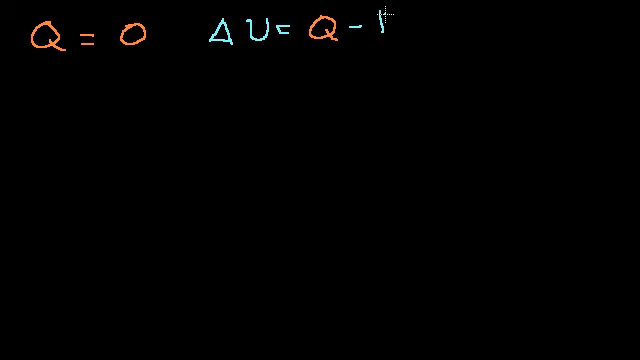 Q = 0 ΔU = Q -